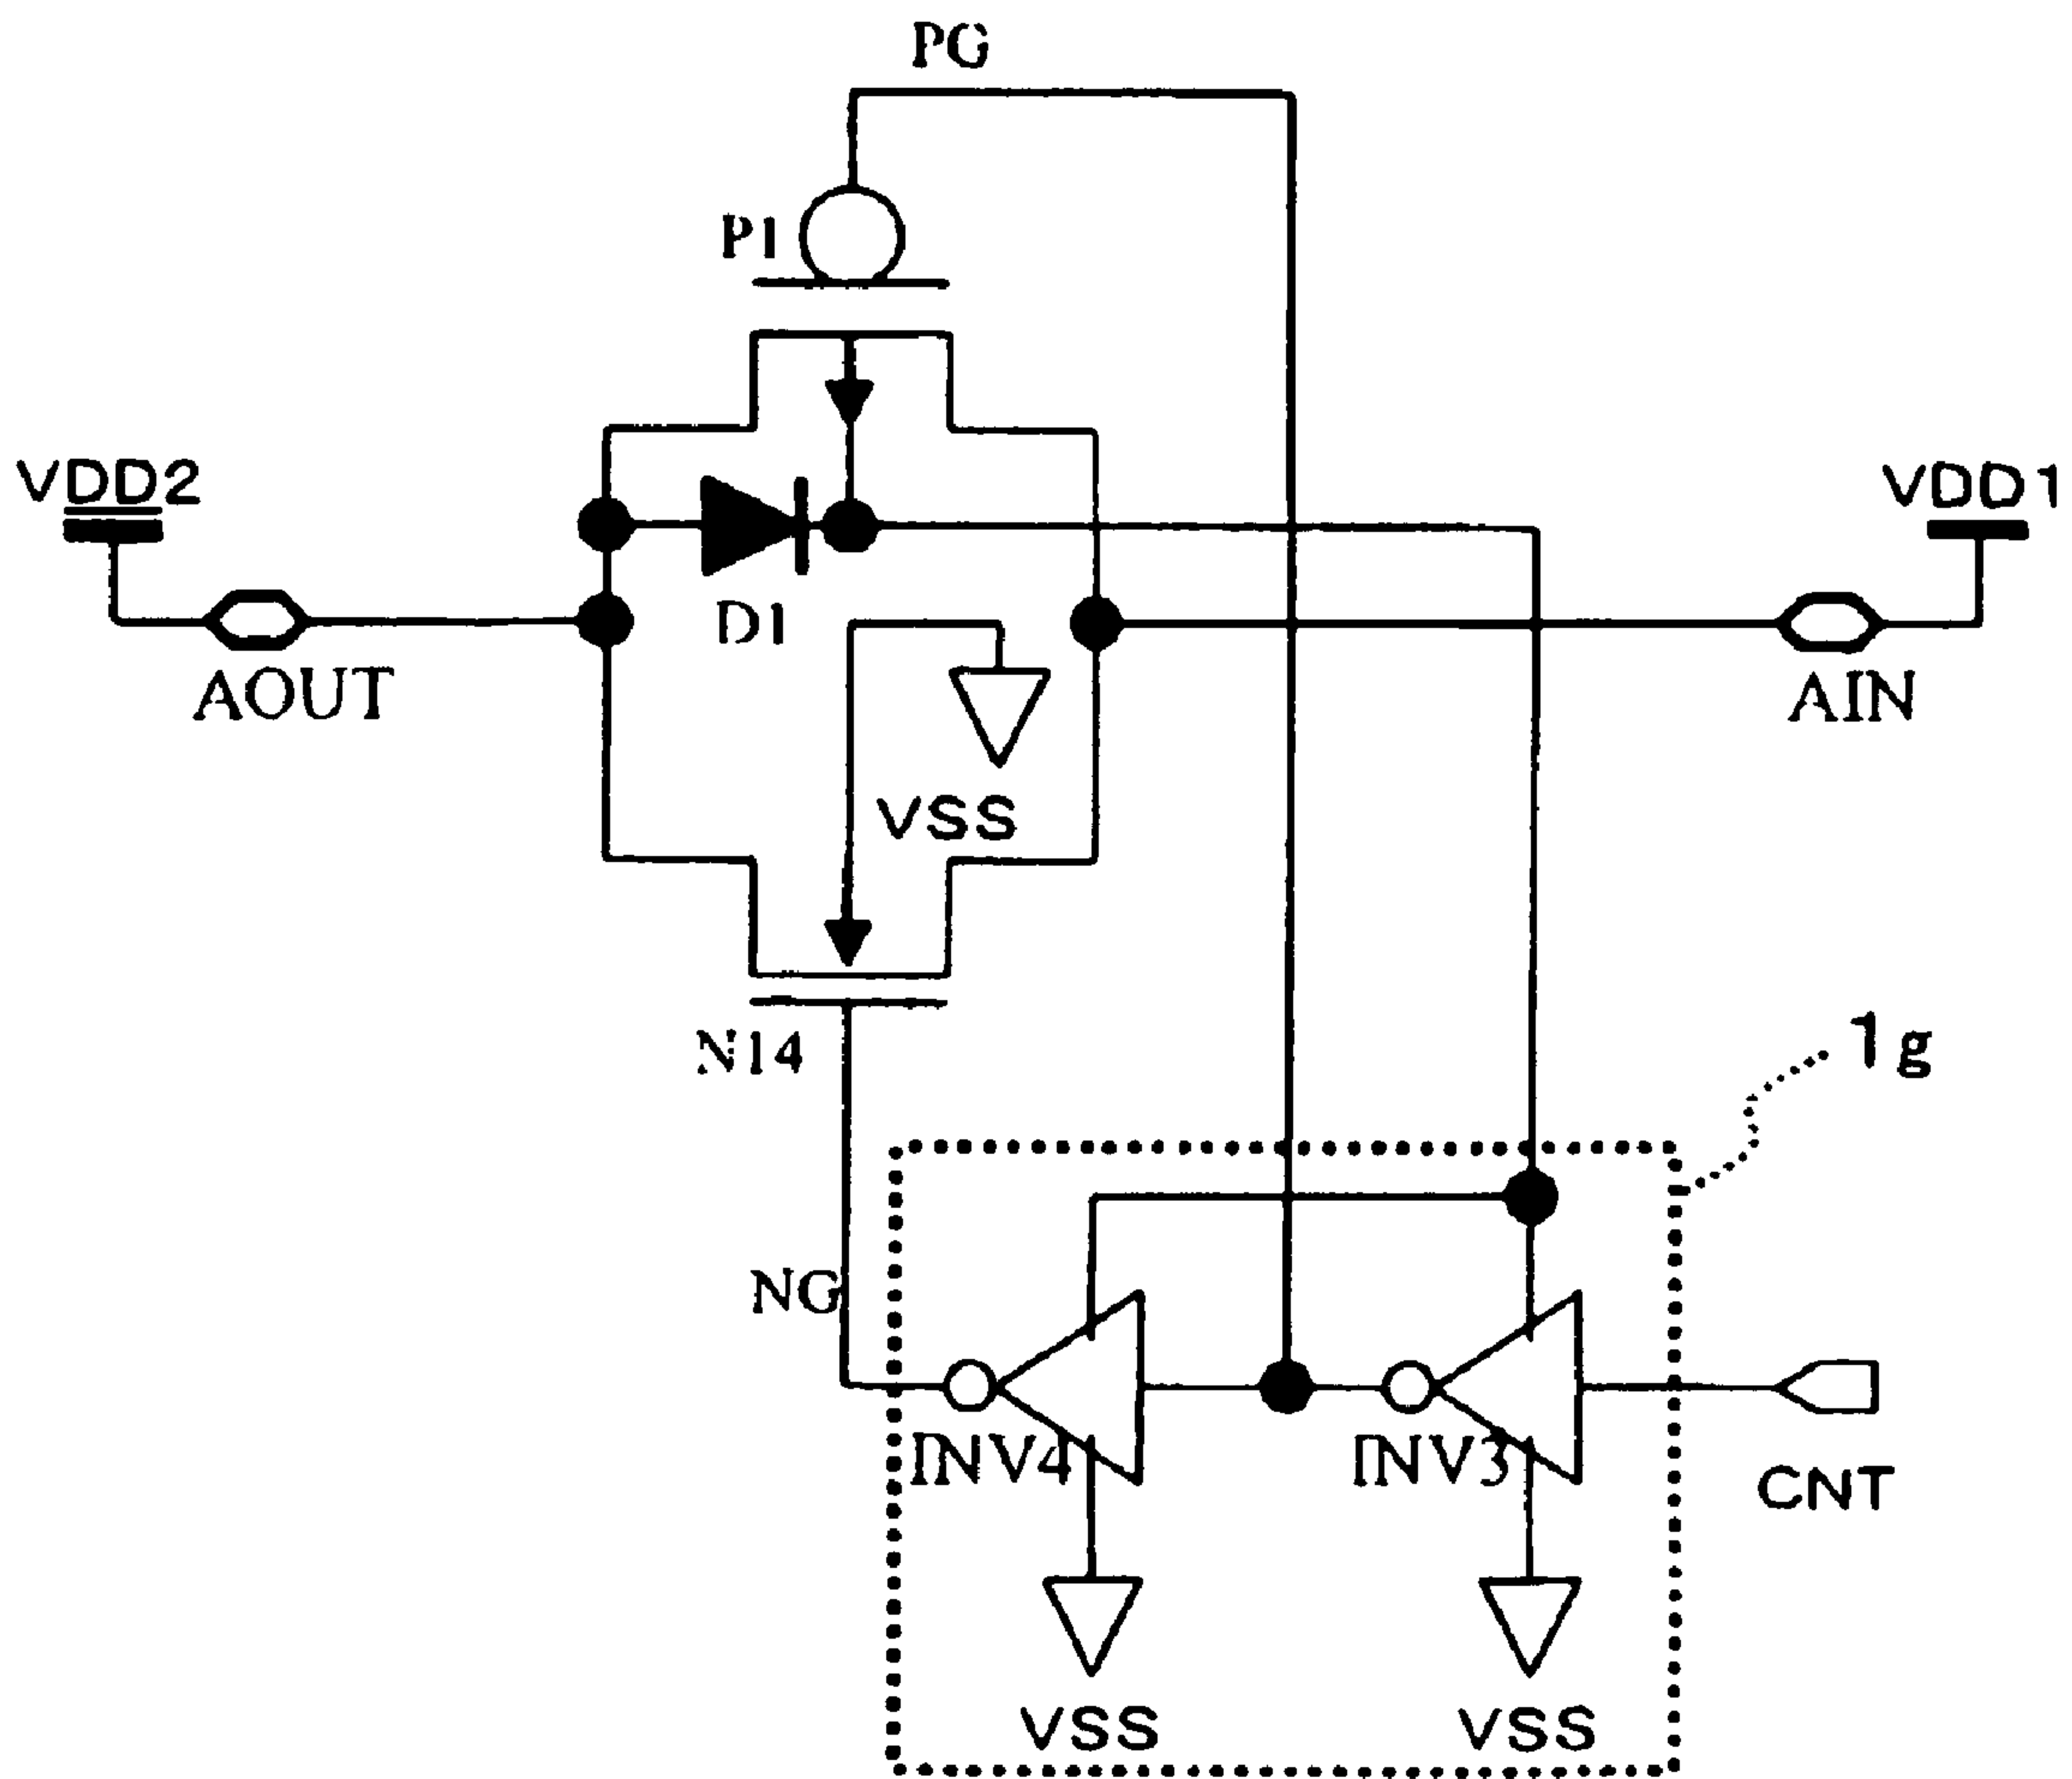 PG
P1
VDD2
VDD1
D1
AOUT
AIN
VSS
N14
1g
NG
INV4
INV3
CNT
VSS
VSS